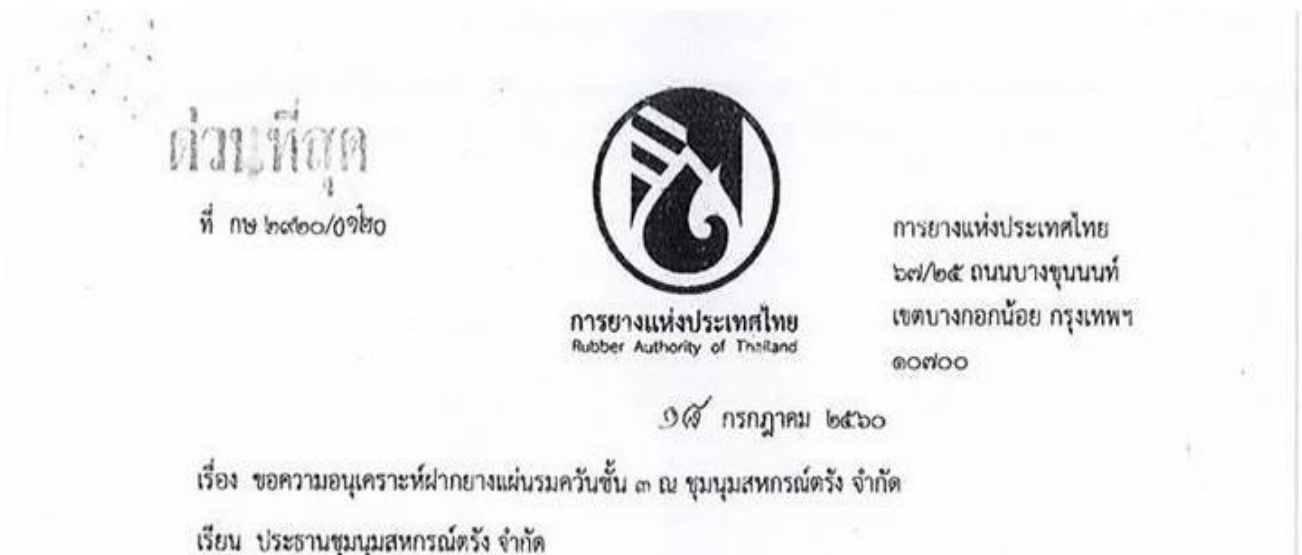 ด่วนที่สุด
ที่ กษ ๒๙๒๐/
การยางแห่งประเทศไทย
Rubber Authority of Thailand
การยางแห่งประเทศไทย
๖๗/๒๕ ถนนบางขุนนนท์
เขตบางกอกน้อย กรุงเทพฯ
๑๐๗๐๐
๑๘ กรกฎาคม ๒๕๖๐
เรื่อง ขอความอนุเคราะห์ฝากยางแผ่นรมควันชั้น ๓ ณ ชุมนุมสหกรณ์ตรัง จำกัด
เรียน ประธานชุมนุมสหกรณ์ตรัง จำกัด